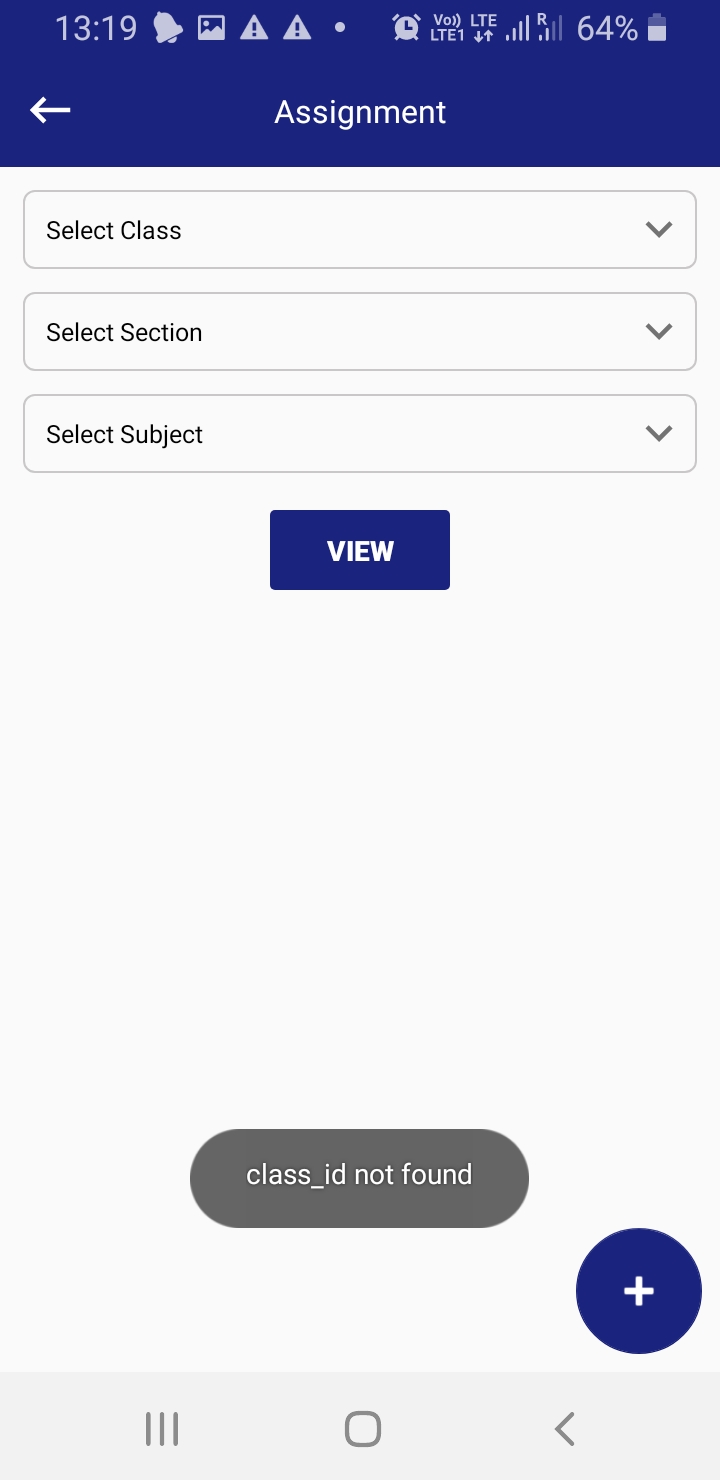 13:19 Vo)) LTE R 64%
LTE1
Assignment
Select Class
Select Section
Select Subject
VIEW
class_id not found